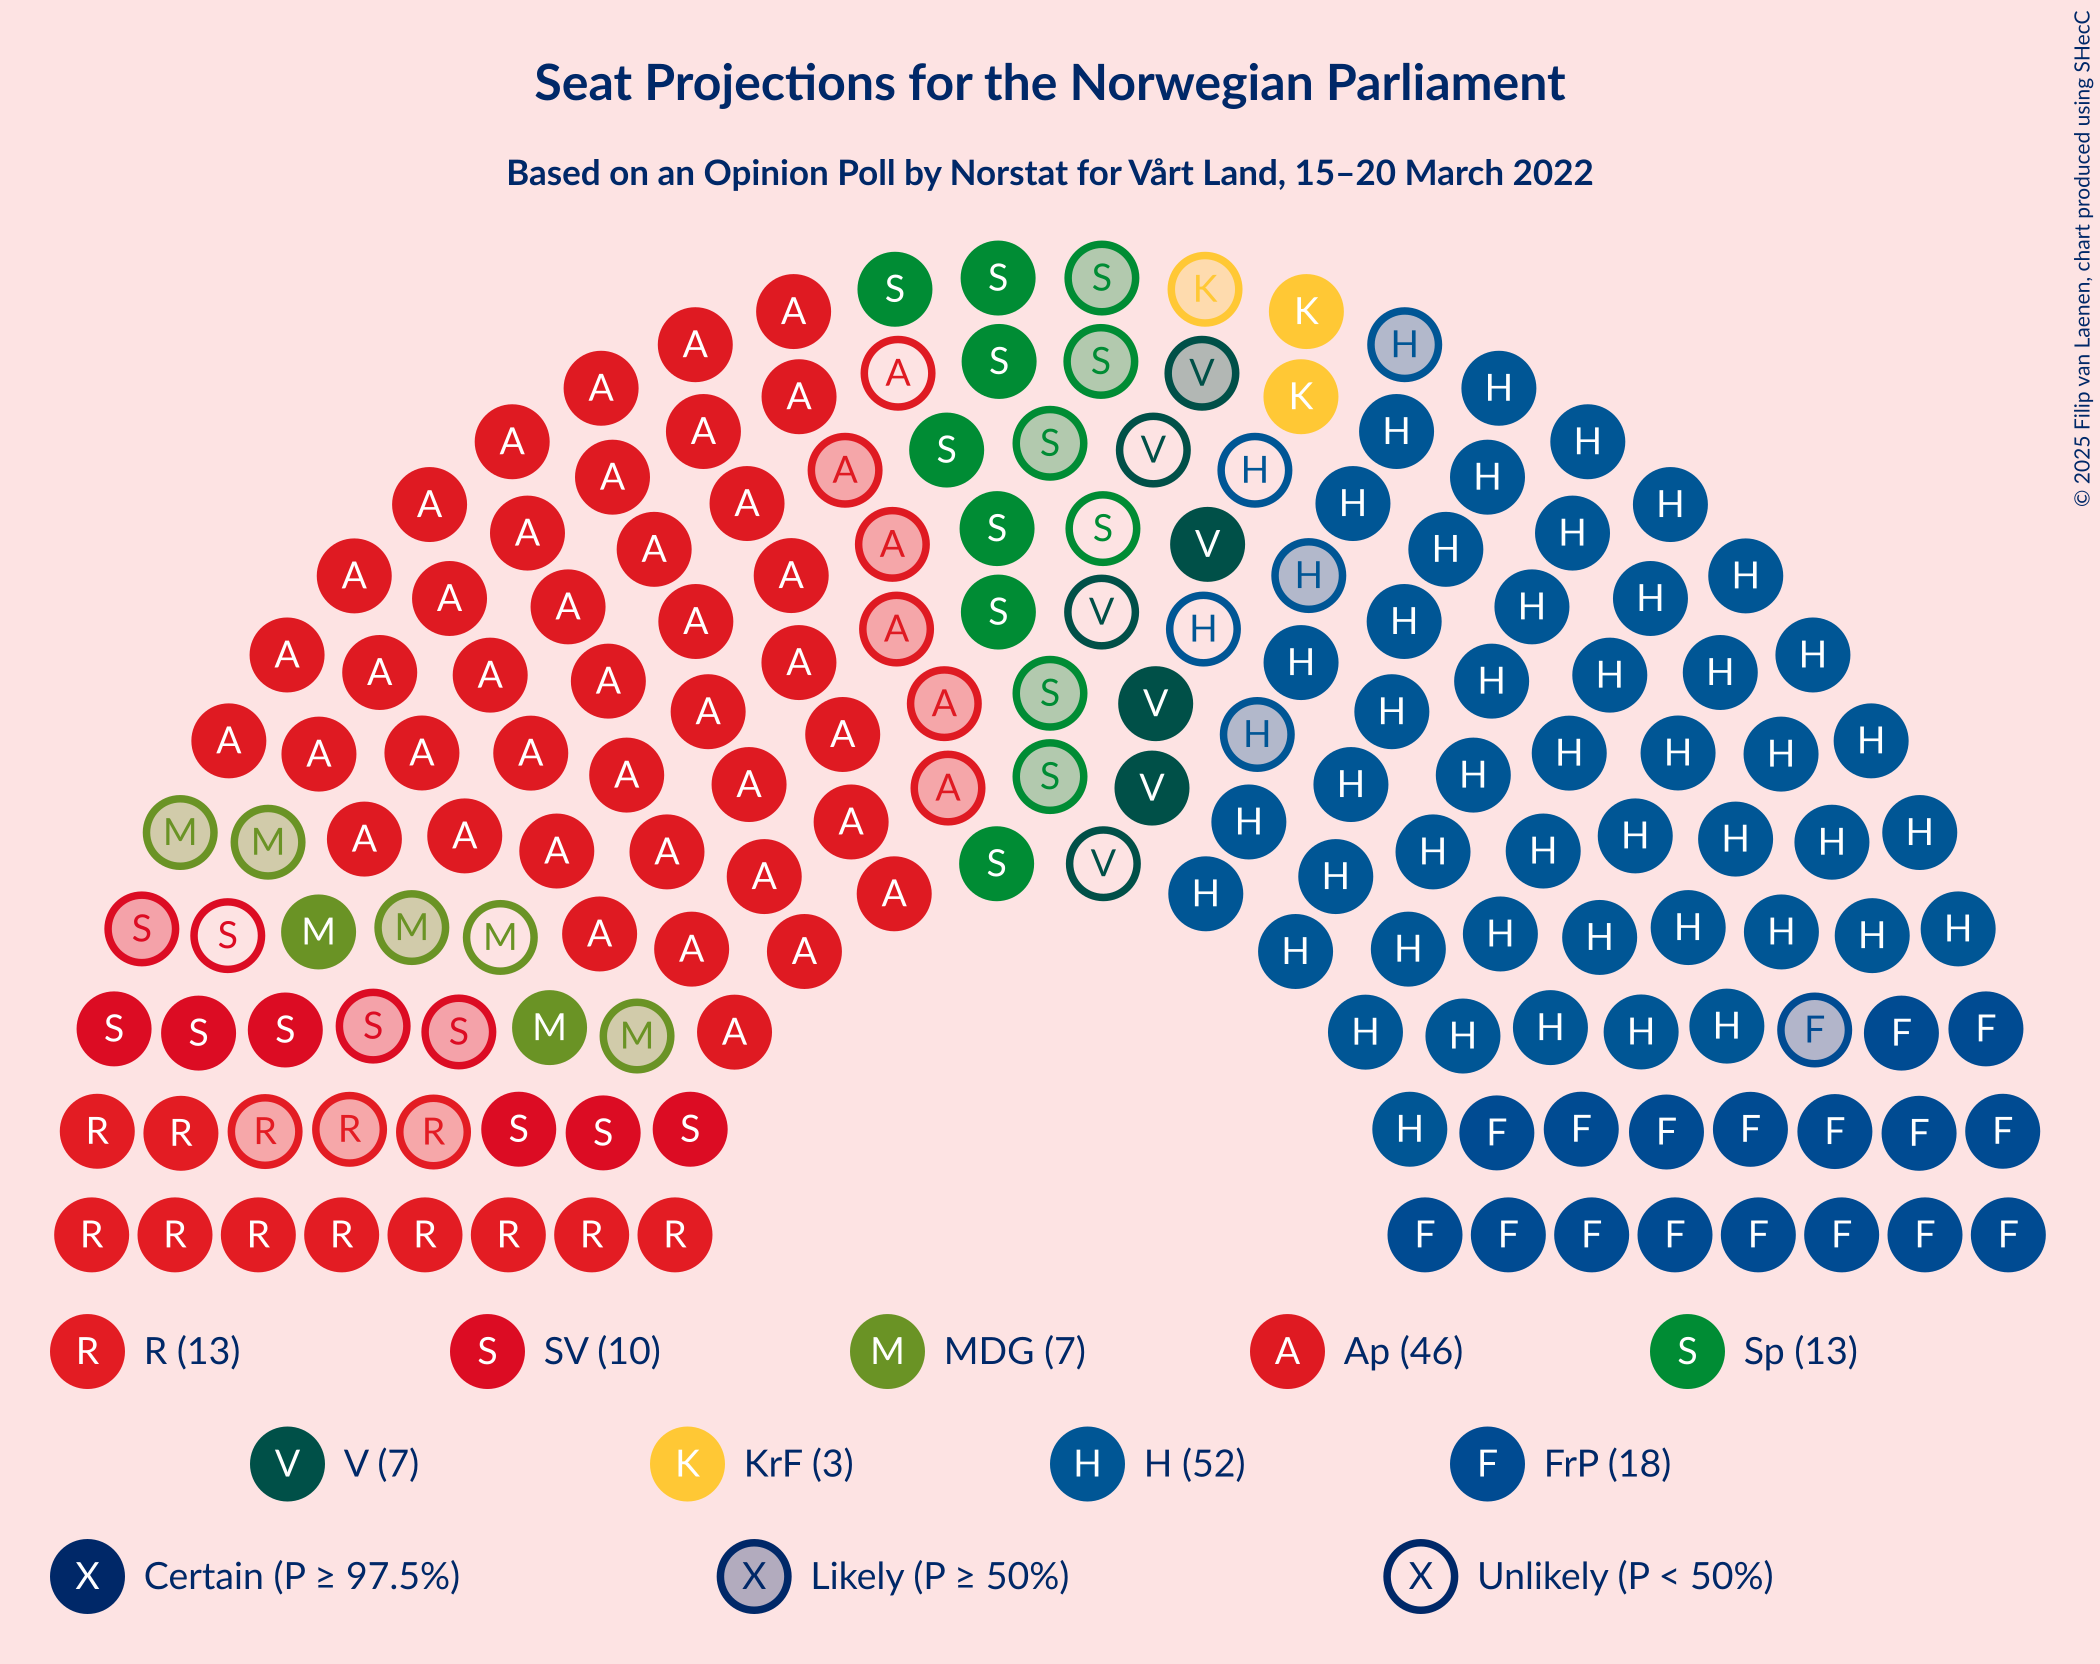 Seat Projections for the Norwegian Parliament
Based on an Opinion Poll by Norstat for Vårt Land, 15–20 March 2022
© 2025 Filip van Laenen, chart produced using SHecC
S S S K H
A A A S S V K H H
A A A A A S V H H H H
A A A A A S S V H H H H
A A A A A S V H H H H H
A A A A A S V H H H H H
A A A A A A S V H H H H H H
M M A A A A A A S V H H H H H H H
S S M M M A A A H H H H H H H H
S S S S S M M A H H H H H F F F
R R R R R S S S H F F F F F F F
R R R R R R R R F F F F F F F F
R R (13) S SV (10) M MDG (7) A Ap (46) S Sp (13)
V V (7) K KrF (3) H H (52) F FrP (18)
X Certain (P ≥ 97.5%) X Likely (P ≥ 50%) X Unlikely (P < 50%)